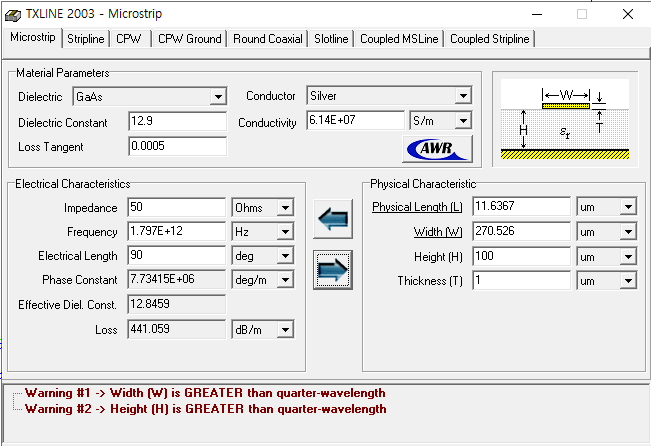 TXLINE 2003 - Microstrip
Microstrip Stripline CPW CPW Ground Round Coaxial Slotline Coupled MSLine Coupled Stripline
Material Parameters
Dielectric GaAs Conductor Silver
Dielectric Constant 12.9 Conductivity 6.14E+07 S/m
Loss Tangent 0.0005 AWR
W
H εr T
Electrical Characteristics
Impedance 50 Ohms
Frequency 1.797E+12 Hz
Electrical Length 90 deg
Phase Constant 7.73415E+06 deg/m
Effective Diel. Const. 12.8459
Loss 441.059 dB/m
Physical Characteristic
Physical Length (L) 11.6367 um
Width (W) 270.526 um
Height (H) 100 um
Thickness (T) 1 um
Warning #1 -> Width (W) is GREATER than quarter-wavelength
Warning #2 -> Height (H) is GREATER than quarter-wavelength